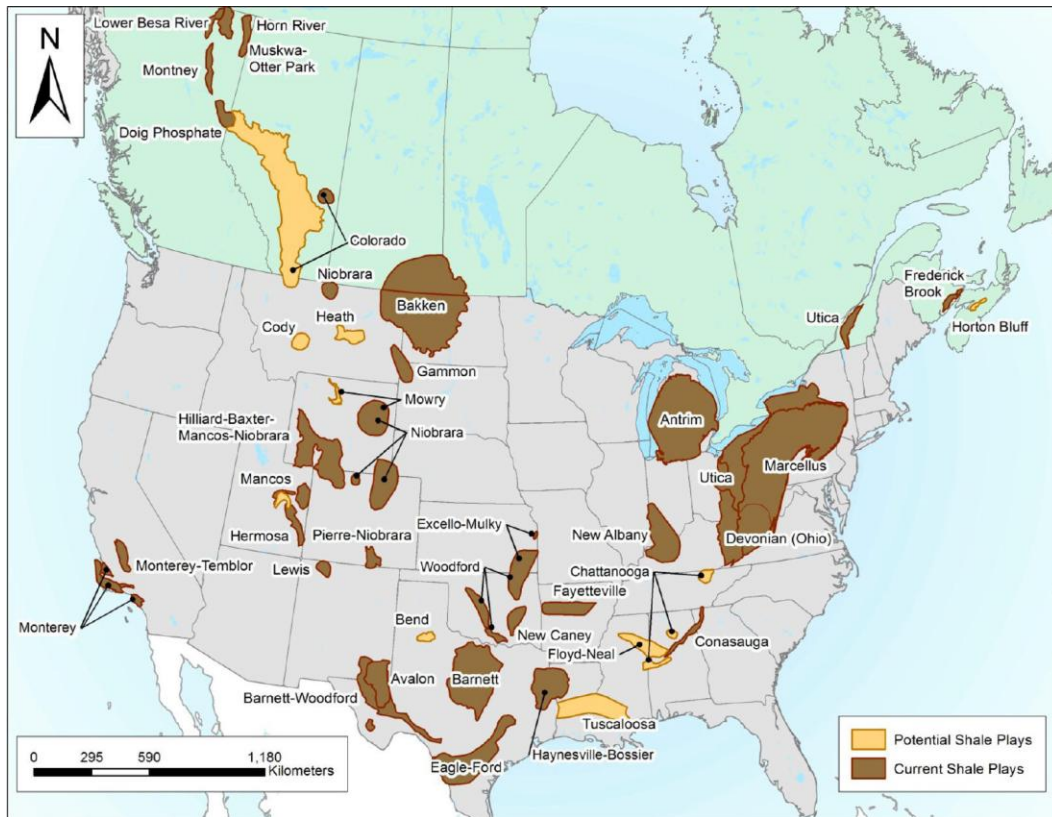 Lower Besa River
Horn River
N
Muskwa-
Otter Park
Montney
Doig Phosphate
Colorado
Niobrara
Bakken
Frederick
Brook
Utica
Horton Bluff
Heath
Cody
Gammon
Mowry
Hilliard-Baxter-
Mancos-Niobrara
Niobrara
Antrim
Marcellus
Utica
Mancos
Excello-Mulky
New Albany
Devonian (Ohio)
Hermosa
Pierre-Niobrara
Monterey-Temblor
Lewis
Woodford
Chattanooga
Fayetteville
Monterey
Bend
New Caney
Floyd-Neal
Conasauga
Avalon
Barnett
Barnett-Woodford
Tuscaloosa
Haynesville-Bossier
Eagle-Ford
0 295 590 1,180
Kilometers
Potential Shale Plays
Current Shale Plays